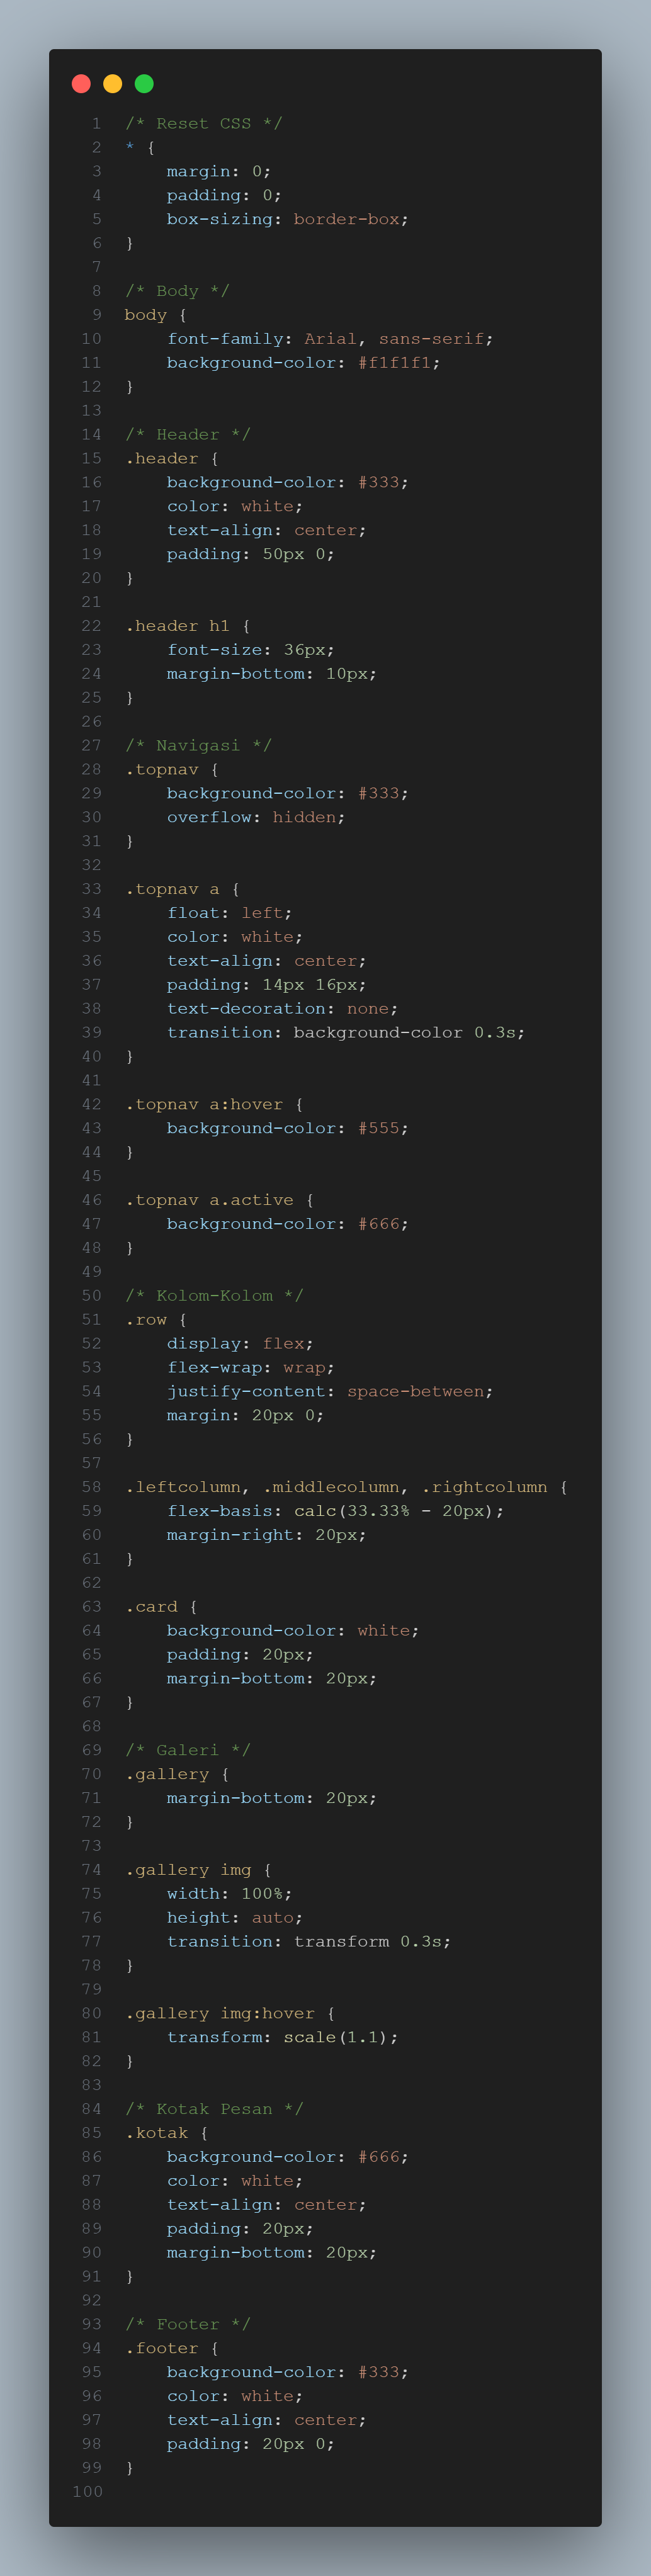 1 /* Reset CSS */
2 * {
3     margin: 0;
4     padding: 0;
5     box-sizing: border-box;
6 }
7
8 /* Body */
9 body {
10     font-family: Arial, sans-serif;
11     background-color: #f1f1f1;
12 }
13
14 /* Header */
15 .header {
16     background-color: #333;
17     color: white;
18     text-align: center;
19     padding: 50px 0;
20 }
21
22 .header h1 {
23     font-size: 36px;
24     margin-bottom: 10px;
25 }
26
27 /* Navigasi */
28 .topnav {
29     background-color: #333;
30     overflow: hidden;
31 }
32
33 .topnav a {
34     float: left;
35     color: white;
36     text-align: center;
37     padding: 14px 16px;
38     text-decoration: none;
39     transition: background-color 0.3s;
40 }
41
42 .topnav a:hover {
43     background-color: #555;
44 }
45
46 .topnav a.active {
47     background-color: #666;
48 }
49
50 /* Kolom-Kolom */
51 .row {
52     display: flex;
53     flex-wrap: wrap;
54     justify-content: space-between;
55     margin: 20px 0;
56 }
57
58 .leftcolumn, .middlecolumn, .rightcolumn {
59     flex-basis: calc(33.33% - 20px);
60     margin-right: 20px;
61 }
62
63 .card {
64     background-color: white;
65     padding: 20px;
66     margin-bottom: 20px;
67 }
68
69 /* Galeri */
70 .gallery {
71     margin-bottom: 20px;
72 }
73
74 .gallery img {
75     width: 100%;
76     height: auto;
77     transition: transform 0.3s;
78 }
79
80 .gallery img:hover {
81     transform: scale(1.1);
82 }
83
84 /* Kotak Pesan */
85 .kotak {
86     background-color: #666;
87     color: white;
88     text-align: center;
89     padding: 20px;
90     margin-bottom: 20px;
91 }
92
93 /* Footer */
94 .footer {
95     background-color: #333;
96     color: white;
97     text-align: center;
98     padding: 20px 0;
99 }
100